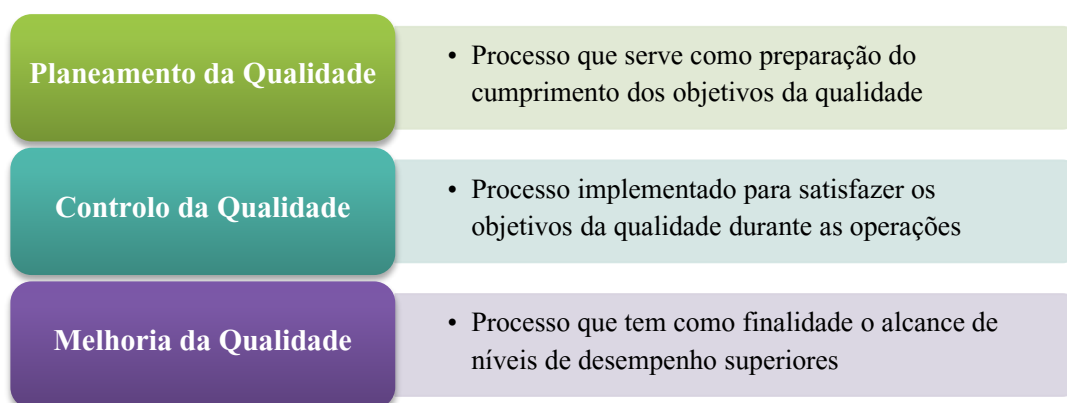 Planeamento da Qualidade
• Processo que serve como preparação do
cumprimento dos objetivos da qualidade
Controlo da Qualidade
• Processo implementado para satisfazer os
objetivos da qualidade durante as operações
Melhoria da Qualidade
• Processo que tem como finalidade o alcance de
níveis de desempenho superiores